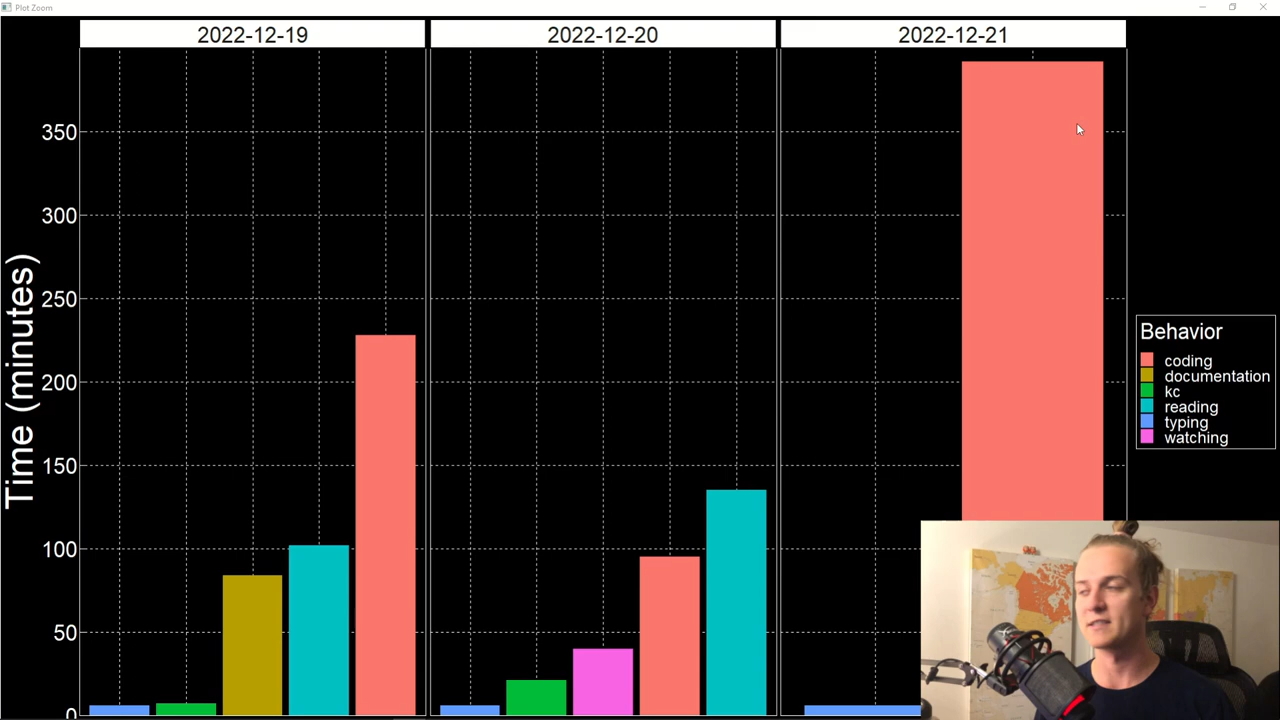 Plot Zoom
2022-12-19
2022-12-20
2022-12-21
Time (minutes)
350
300
250
200
150
100
50
0
Behavior
coding
documentation
kc
reading
typing
watching